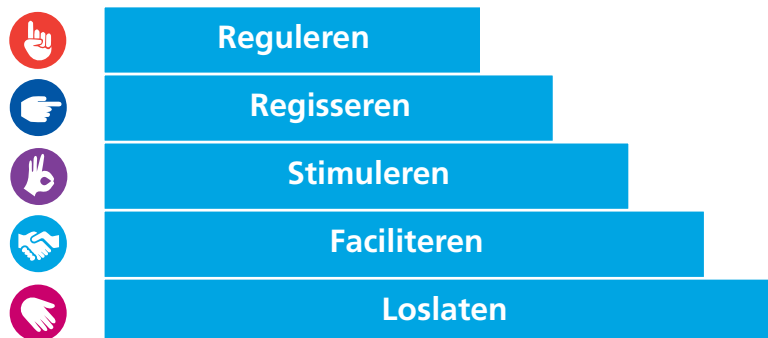 Reguleren
Regisseren
Stimuleren
Faciliteren
Loslaten